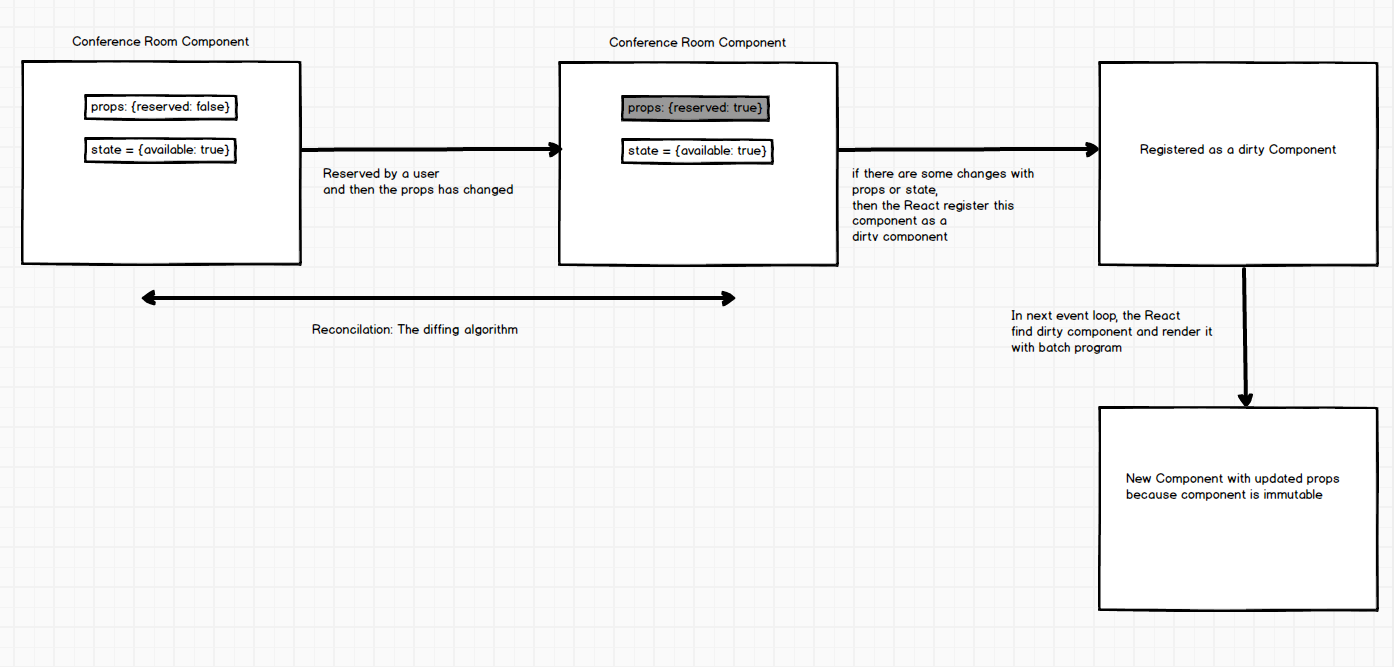 Conference Room Component
props: {reserved: false}
state = {available: true}
Reserved by a user
and then the props has changed
Conference Room Component
props: {reserved: true}
state = {available: true}
if there are some changes with
props or state,
then the React register this
component as a
dirty component
Registered as a dirty Component
Reconcilation: The diffing algorithm
In next event loop, the React
find dirty component and render it
with batch program
New Component with updated props
because component is immutable